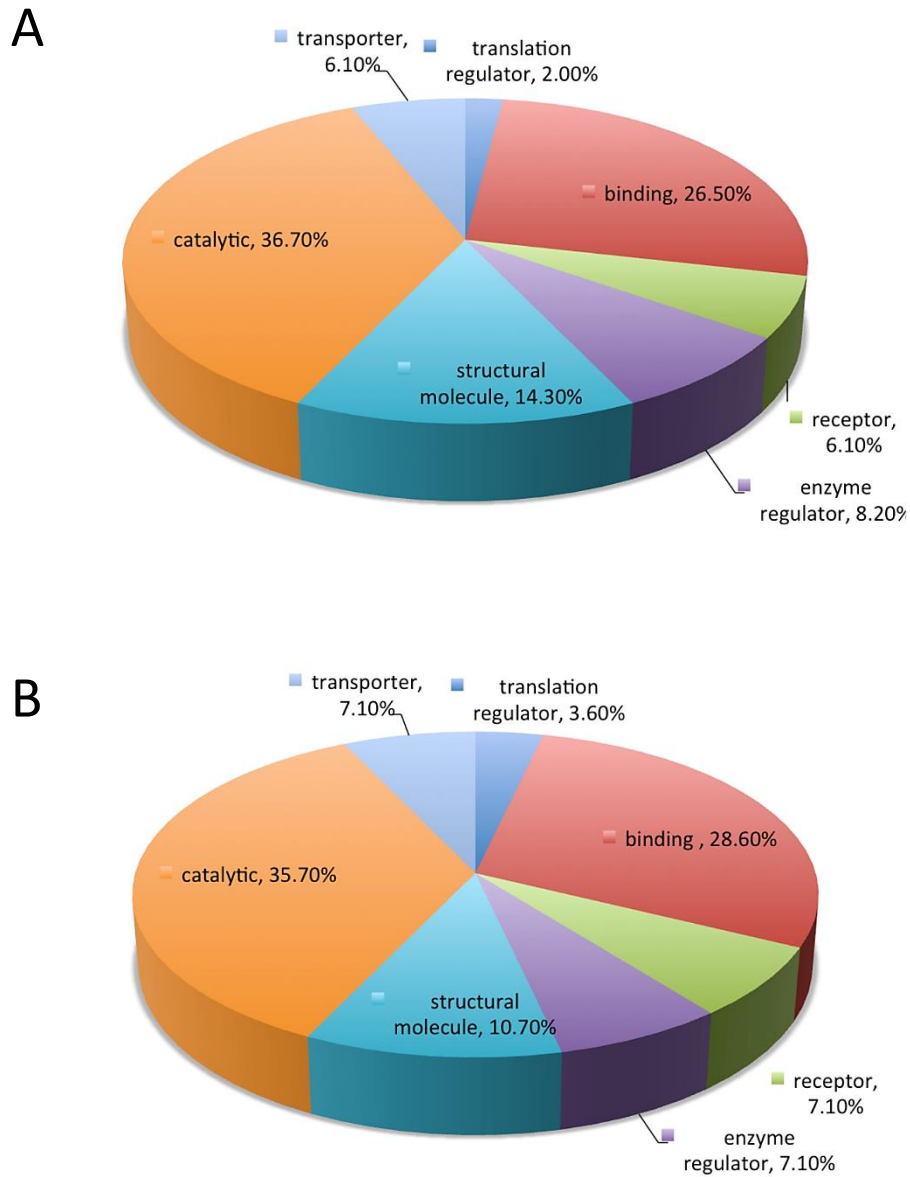 A
transporter,
6.10%
translation
regulator, 2.00%
binding, 26.50%
catalytic, 36.70%
structural
molecule, 14.30%
receptor,
6.10%
enzyme
regulator, 8.20%
B
transporter,
7.10%
translation
regulator, 3.60%
binding , 28.60%
catalytic, 35.70%
structural
molecule, 10.70%
receptor,
7.10%
enzyme
regulator, 7.10%